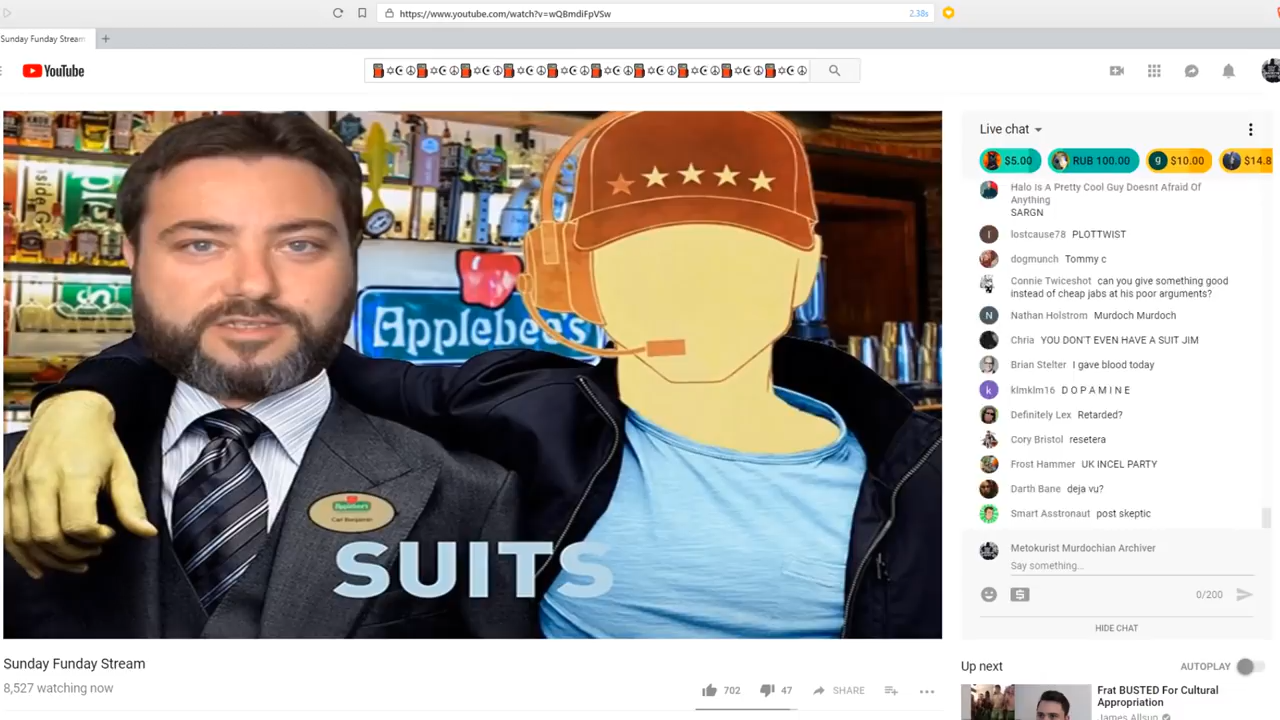 https://www.youtube.com/watch?v=wQBmdiFpVSw
2.38s
Sunday Funday Stream
YouTube
Live chat
$5.00
RUB 100.00
$10.00
$14.8
Halo Is A Pretty Cool Guy Doesnt Afraid Of
Anything
SARGN
lostcause78 PLOTTWIST
dogmunch Tommy c
Connie Twiceshot can you give something good
instead of cheap jabs at his poor arguments?
Nathan Holstrom Murdoch Murdoch
Chria YOU DON'T EVEN HAVE A SUIT JIM
Brian Stelter I gave blood today
klmklm16 D O P A M I N E
Definitely Lex Retarded?
Cory Bristol resetera
Frost Hammer UK INCEL PARTY
Darth Bane deja vu?
Smart Asstronaut post skeptic
Metokurist Murdochian Archiver
Say something...
0/200
HIDE CHAT
Applebee's
Applebee's
Carl Benjamin
SUITS
Sunday Funday Stream
8,527 watching now
702
47
SHARE
Up next
AUTOPLAY
Frat BUSTED For Cultural
Appropriation
James Allsup